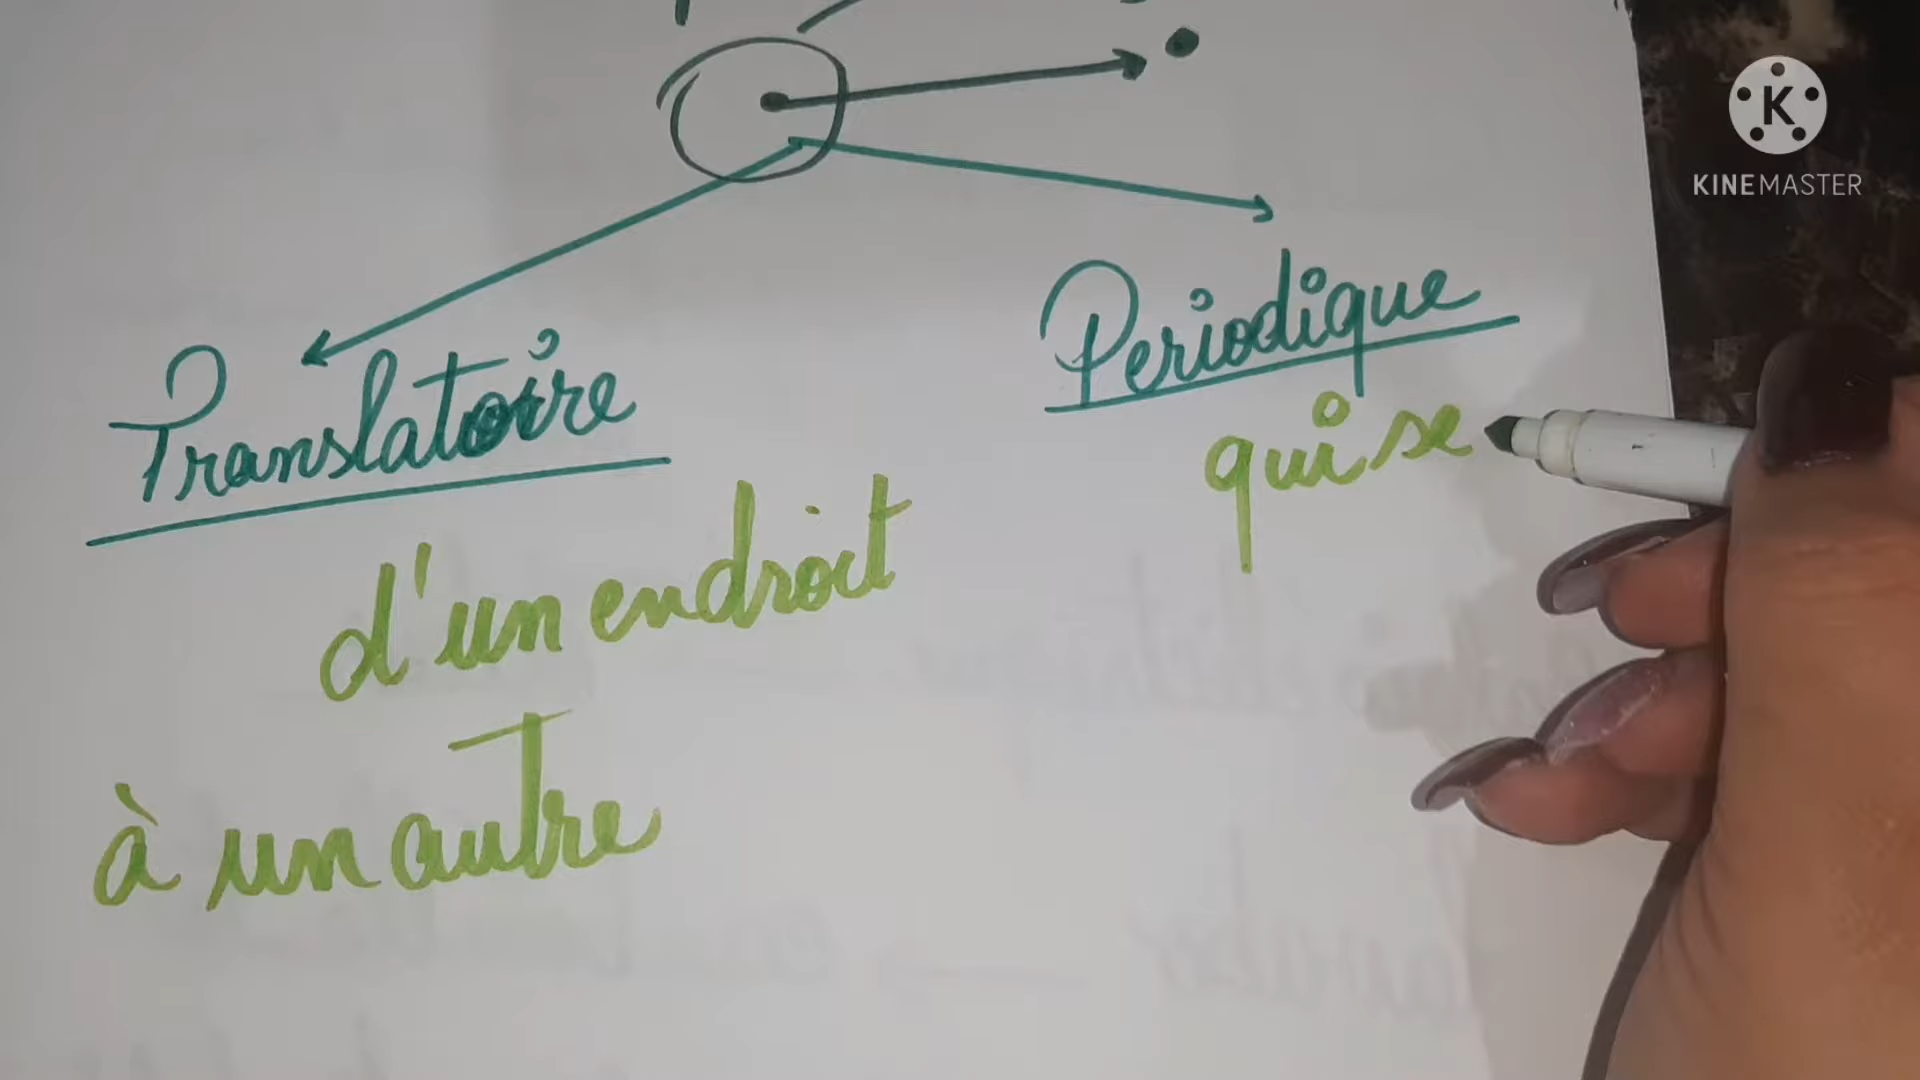 K
KINEMASTER
Periodique
Translatoire
qui se
d'un endroit
à un autre